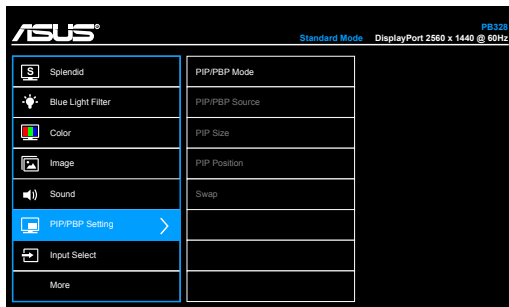 ASUS
PB328
Standard Mode DisplayPort 2560 x 1440 @ 60Hz
S Splendid
PIP/PBP Mode
Blue Light Filter
PIP/PBP Source
Color
PIP Size
Image
PIP Position
Sound
Swap
PIP/PBP Setting
Input Select
More